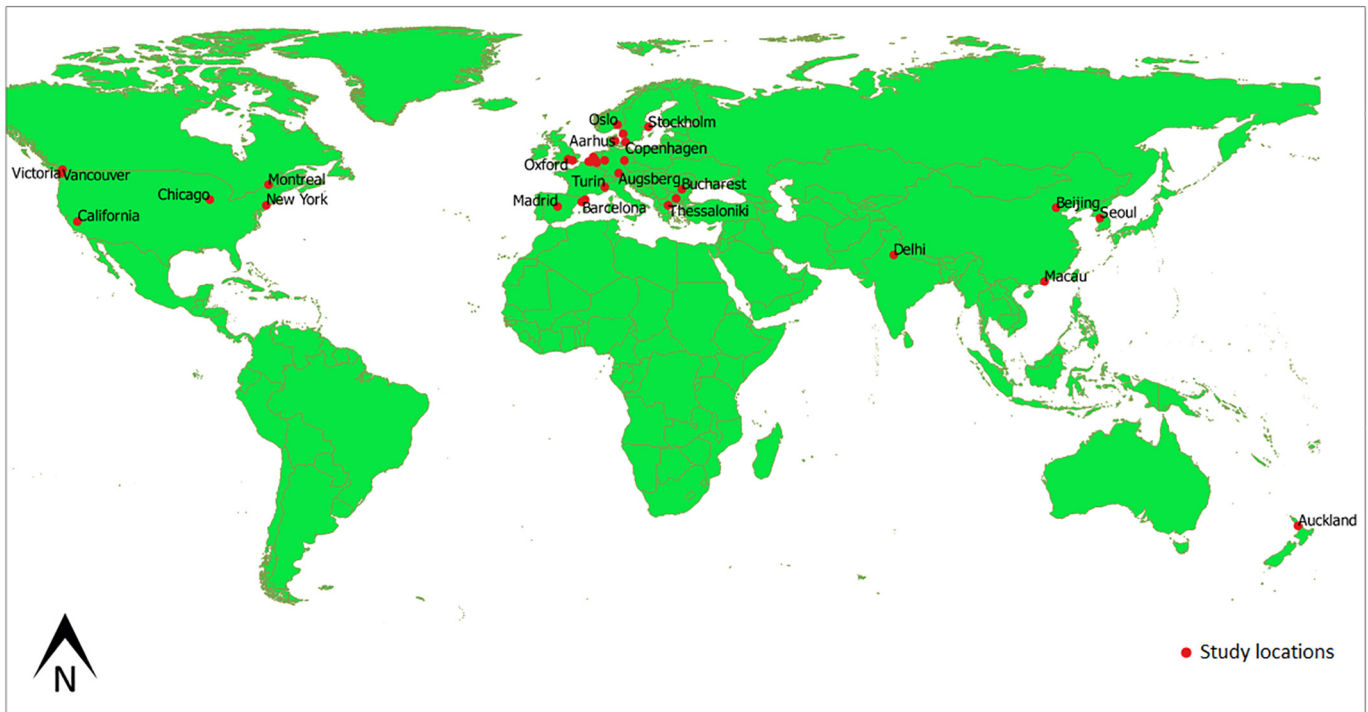 Oslo
Stockholm
Aarhus
Copenhagen
Oxford
Victoria
Vancouver
Montreal
Turin
Augsberg
Bucharest
Chicago
New York
Madrid
Barcelona
Thessaloniki
California
Beijing
Seoul
Delhi
Macau
Auckland
Study locations
N